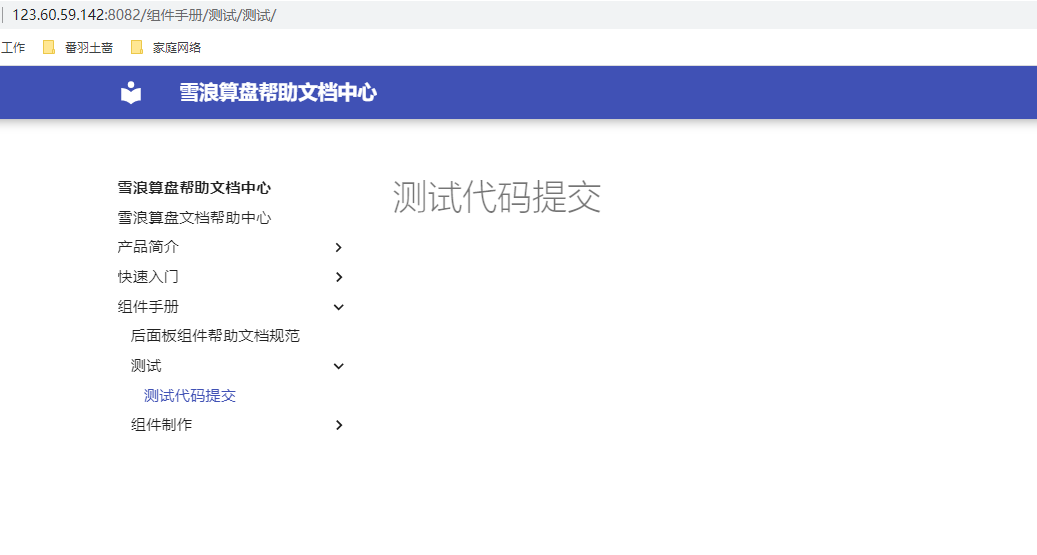 123.60.59.142:8082/组件手册/测试/测试/
工作 番羽土啬 家庭网络
雪浪算盘帮助文档中心
雪浪算盘帮助文档中心
测试代码提交
雪浪算盘文档帮助中心
产品简介
快速入门
组件手册
后面板组件帮助文档规范
测试
测试代码提交
组件制作